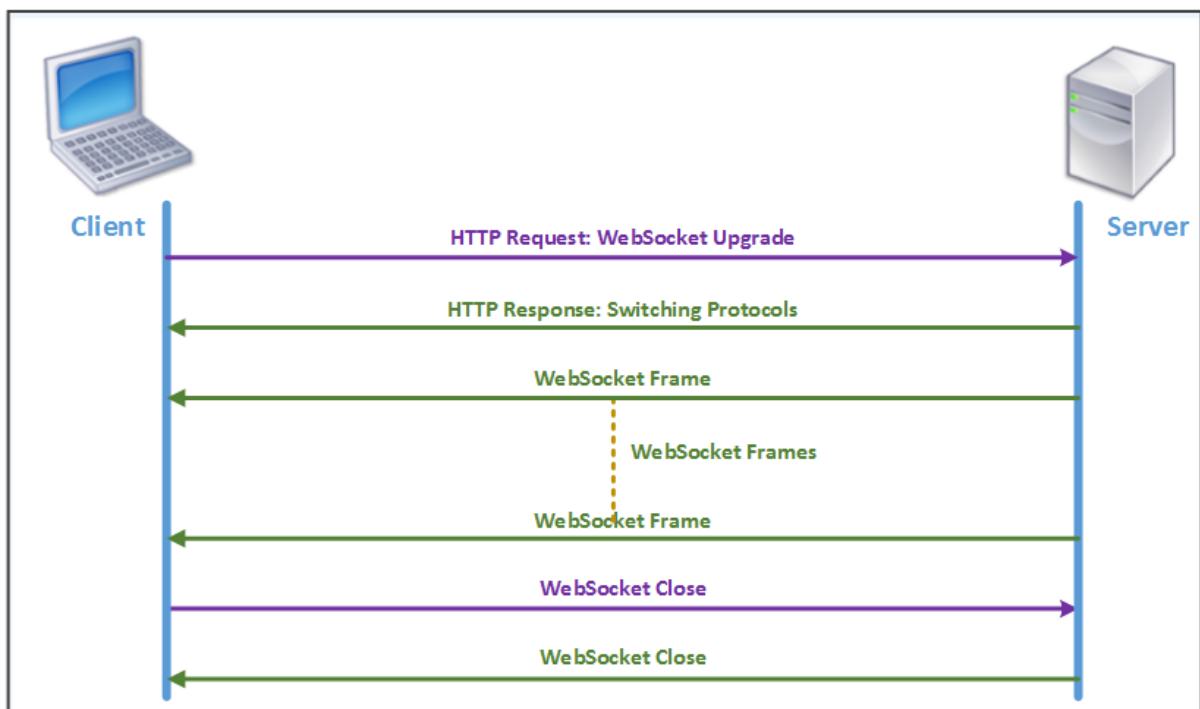 Client
Server
HTTP Request: WebSocket Upgrade
HTTP Response: Switching Protocols
WebSocket Frame
WebSocket Frames
WebSocket Frame
WebSocket Close
WebSocket Close